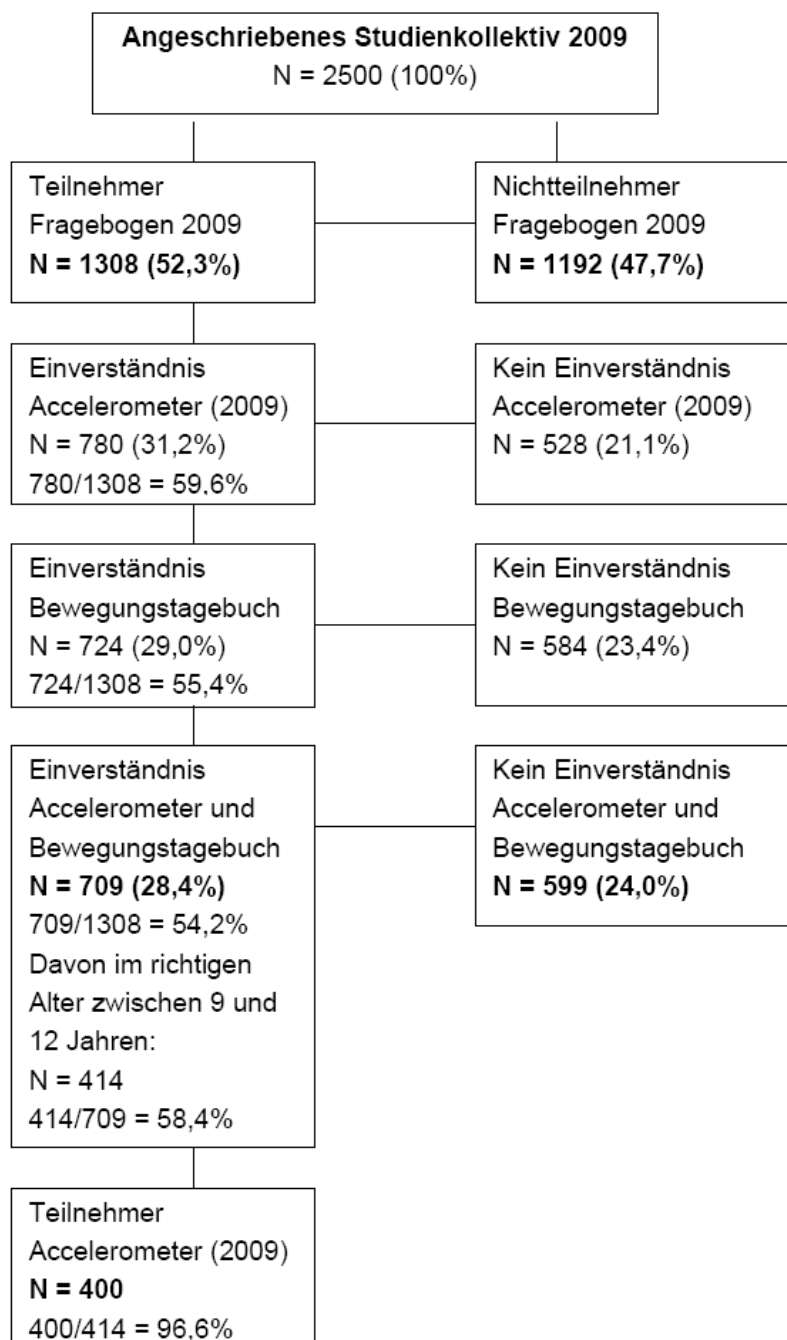 Angeschriebenes Studienkollektiv 2009
N = 2500 (100%)
Teilnehmer
Fragebogen 2009
N = 1308 (52,3%)
Nichtteilnehmer
Fragebogen 2009
N = 1192 (47,7%)
Einverständnis
Accelerometer (2009)
N = 780 (31,2%)
780/1308 = 59,6%
Kein Einverständnis
Accelerometer (2009)
N = 528 (21,1%)
Einverständnis
Bewegungstagebuch
N = 724 (29,0%)
724/1308 = 55,4%
Kein Einverständnis
Bewegungstagebuch
N = 584 (23,4%)
Einverständnis
Accelerometer und
Bewegungstagebuch
N = 709 (28,4%)
709/1308 = 54,2%
Davon im richtigen
Alter zwischen 9 und
12 Jahren:
N = 414
414/709 = 58,4%
Kein Einverständnis
Accelerometer und
Bewegungstagebuch
N = 599 (24,0%)
Teilnehmer
Accelerometer (2009)
N = 400
400/414 = 96,6%